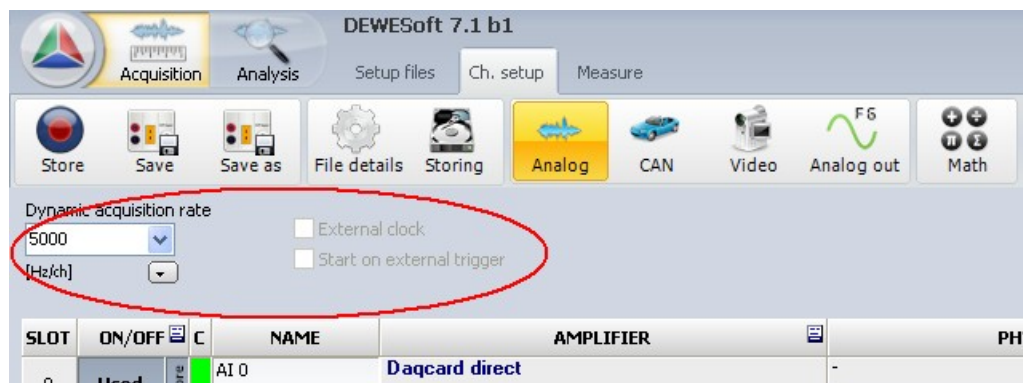 DEWESoft 7.1 b1
Acquisition Analysis Setup files Ch. setup Measure
Store Save Save as File details Storing Analog CAN Video Analog out Math
Dynamic acquisition rate
5000
External clock
[Hz/ch]
Start on external trigger
SLOT ON/OFF C NAME AMPLIFIER PH
0 Used AI 0 Daqcard direct -